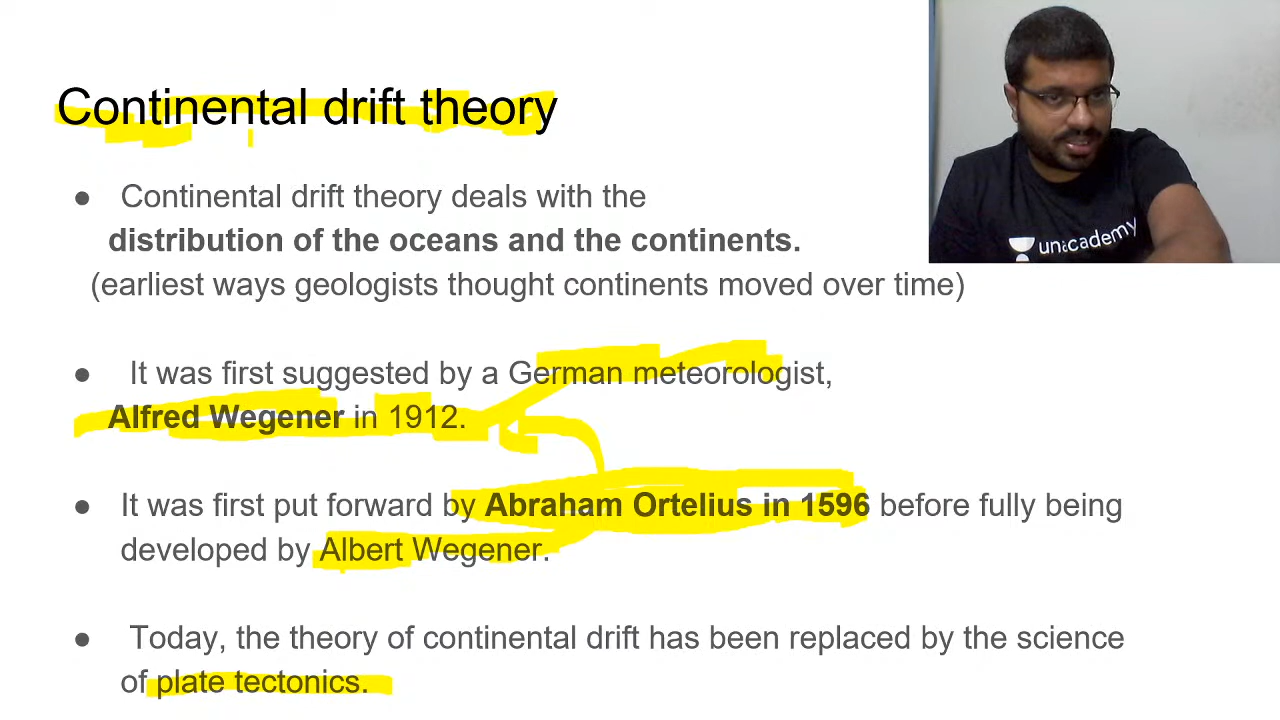 Continental drift theory
● Continental drift theory deals with the
distribution of the oceans and the continents.
(earliest ways geologists thought continents moved over time)
● It was first suggested by a German meteorologist,
Alfred Wegener in 1912.
● It was first put forward by Abraham Ortelius in 1596 before fully being
developed by Albert Wegener.
● Today, the theory of continental drift has been replaced by the science
of plate tectonics.
unacademy